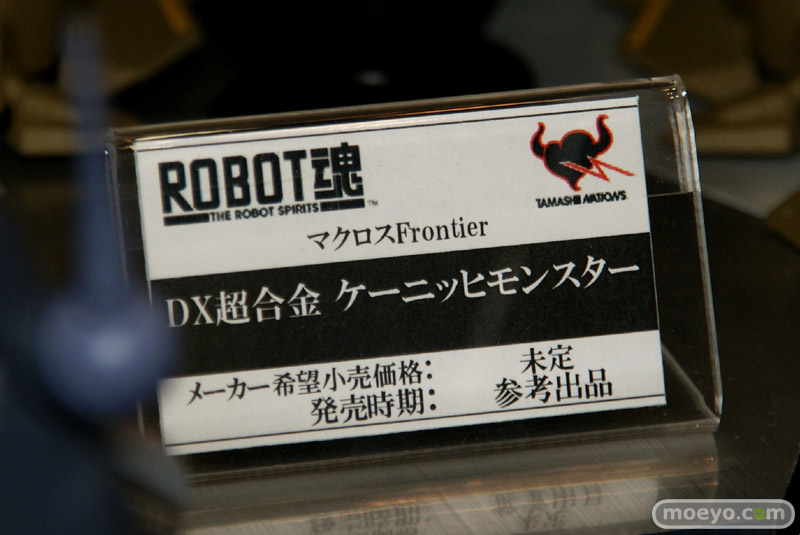 ROBOT魂
THE ROBOT SPIRITS
TM
TAMASHII NATIONS
マクロスFrontier
DX超合金 ケーニッヒモンスター
メーカー希望小売価格: 未定
発売時期: 参考出品
moeyo.com